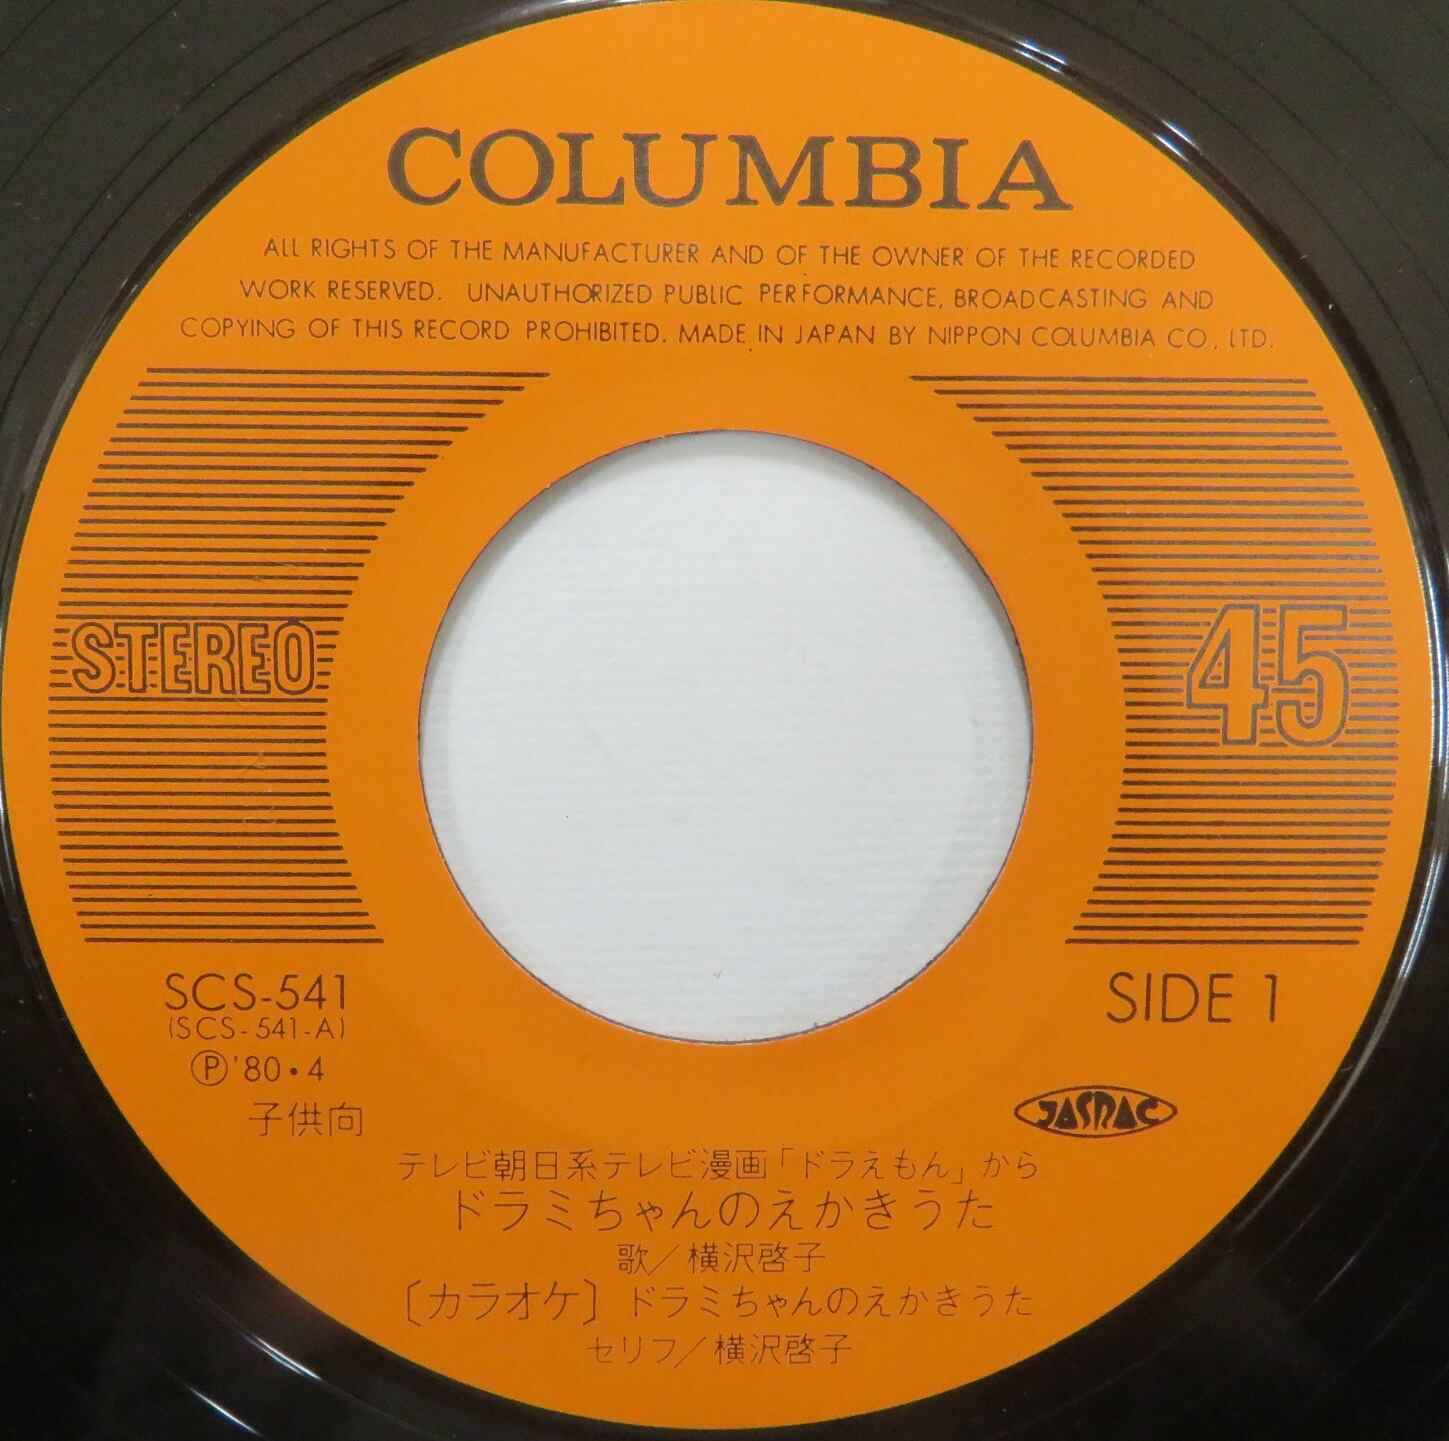 COLUMBIA
ALL RIGHTS OF THE MANUFACTURER AND OF THE OWNER OF THE RECORDED
WORK RESERVED. UNAUTHORIZED PUBLIC PERFORMANCE, BROADCASTING AND
COPYING OF THIS RECORD PROHIBITED. MADE IN JAPAN BY NIPPON COLUMBIA CO., LTD.
STEREO
45
SCS-541
(SCS-541-A)
Ⓟ'80・4
子供向
SIDE 1
JASRAC
テレビ朝日系テレビ漫画「ドラえもん」から
ドラミちゃんのえかきうた
歌／横沢啓子
〔カラオケ〕ドラミちゃんのえかきうた
セリフ／横沢啓子